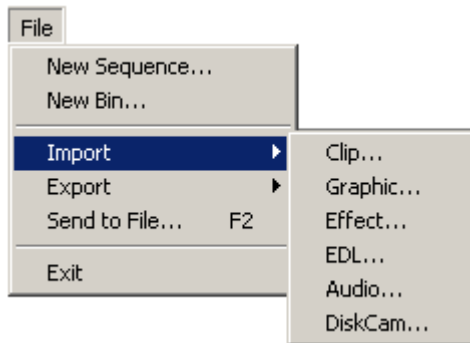 File
New Sequence...
New Bin...
Import
Export
Send to File... F2
Exit
Clip...
Graphic...
Effect...
EDL...
Audio...
DiskCam...